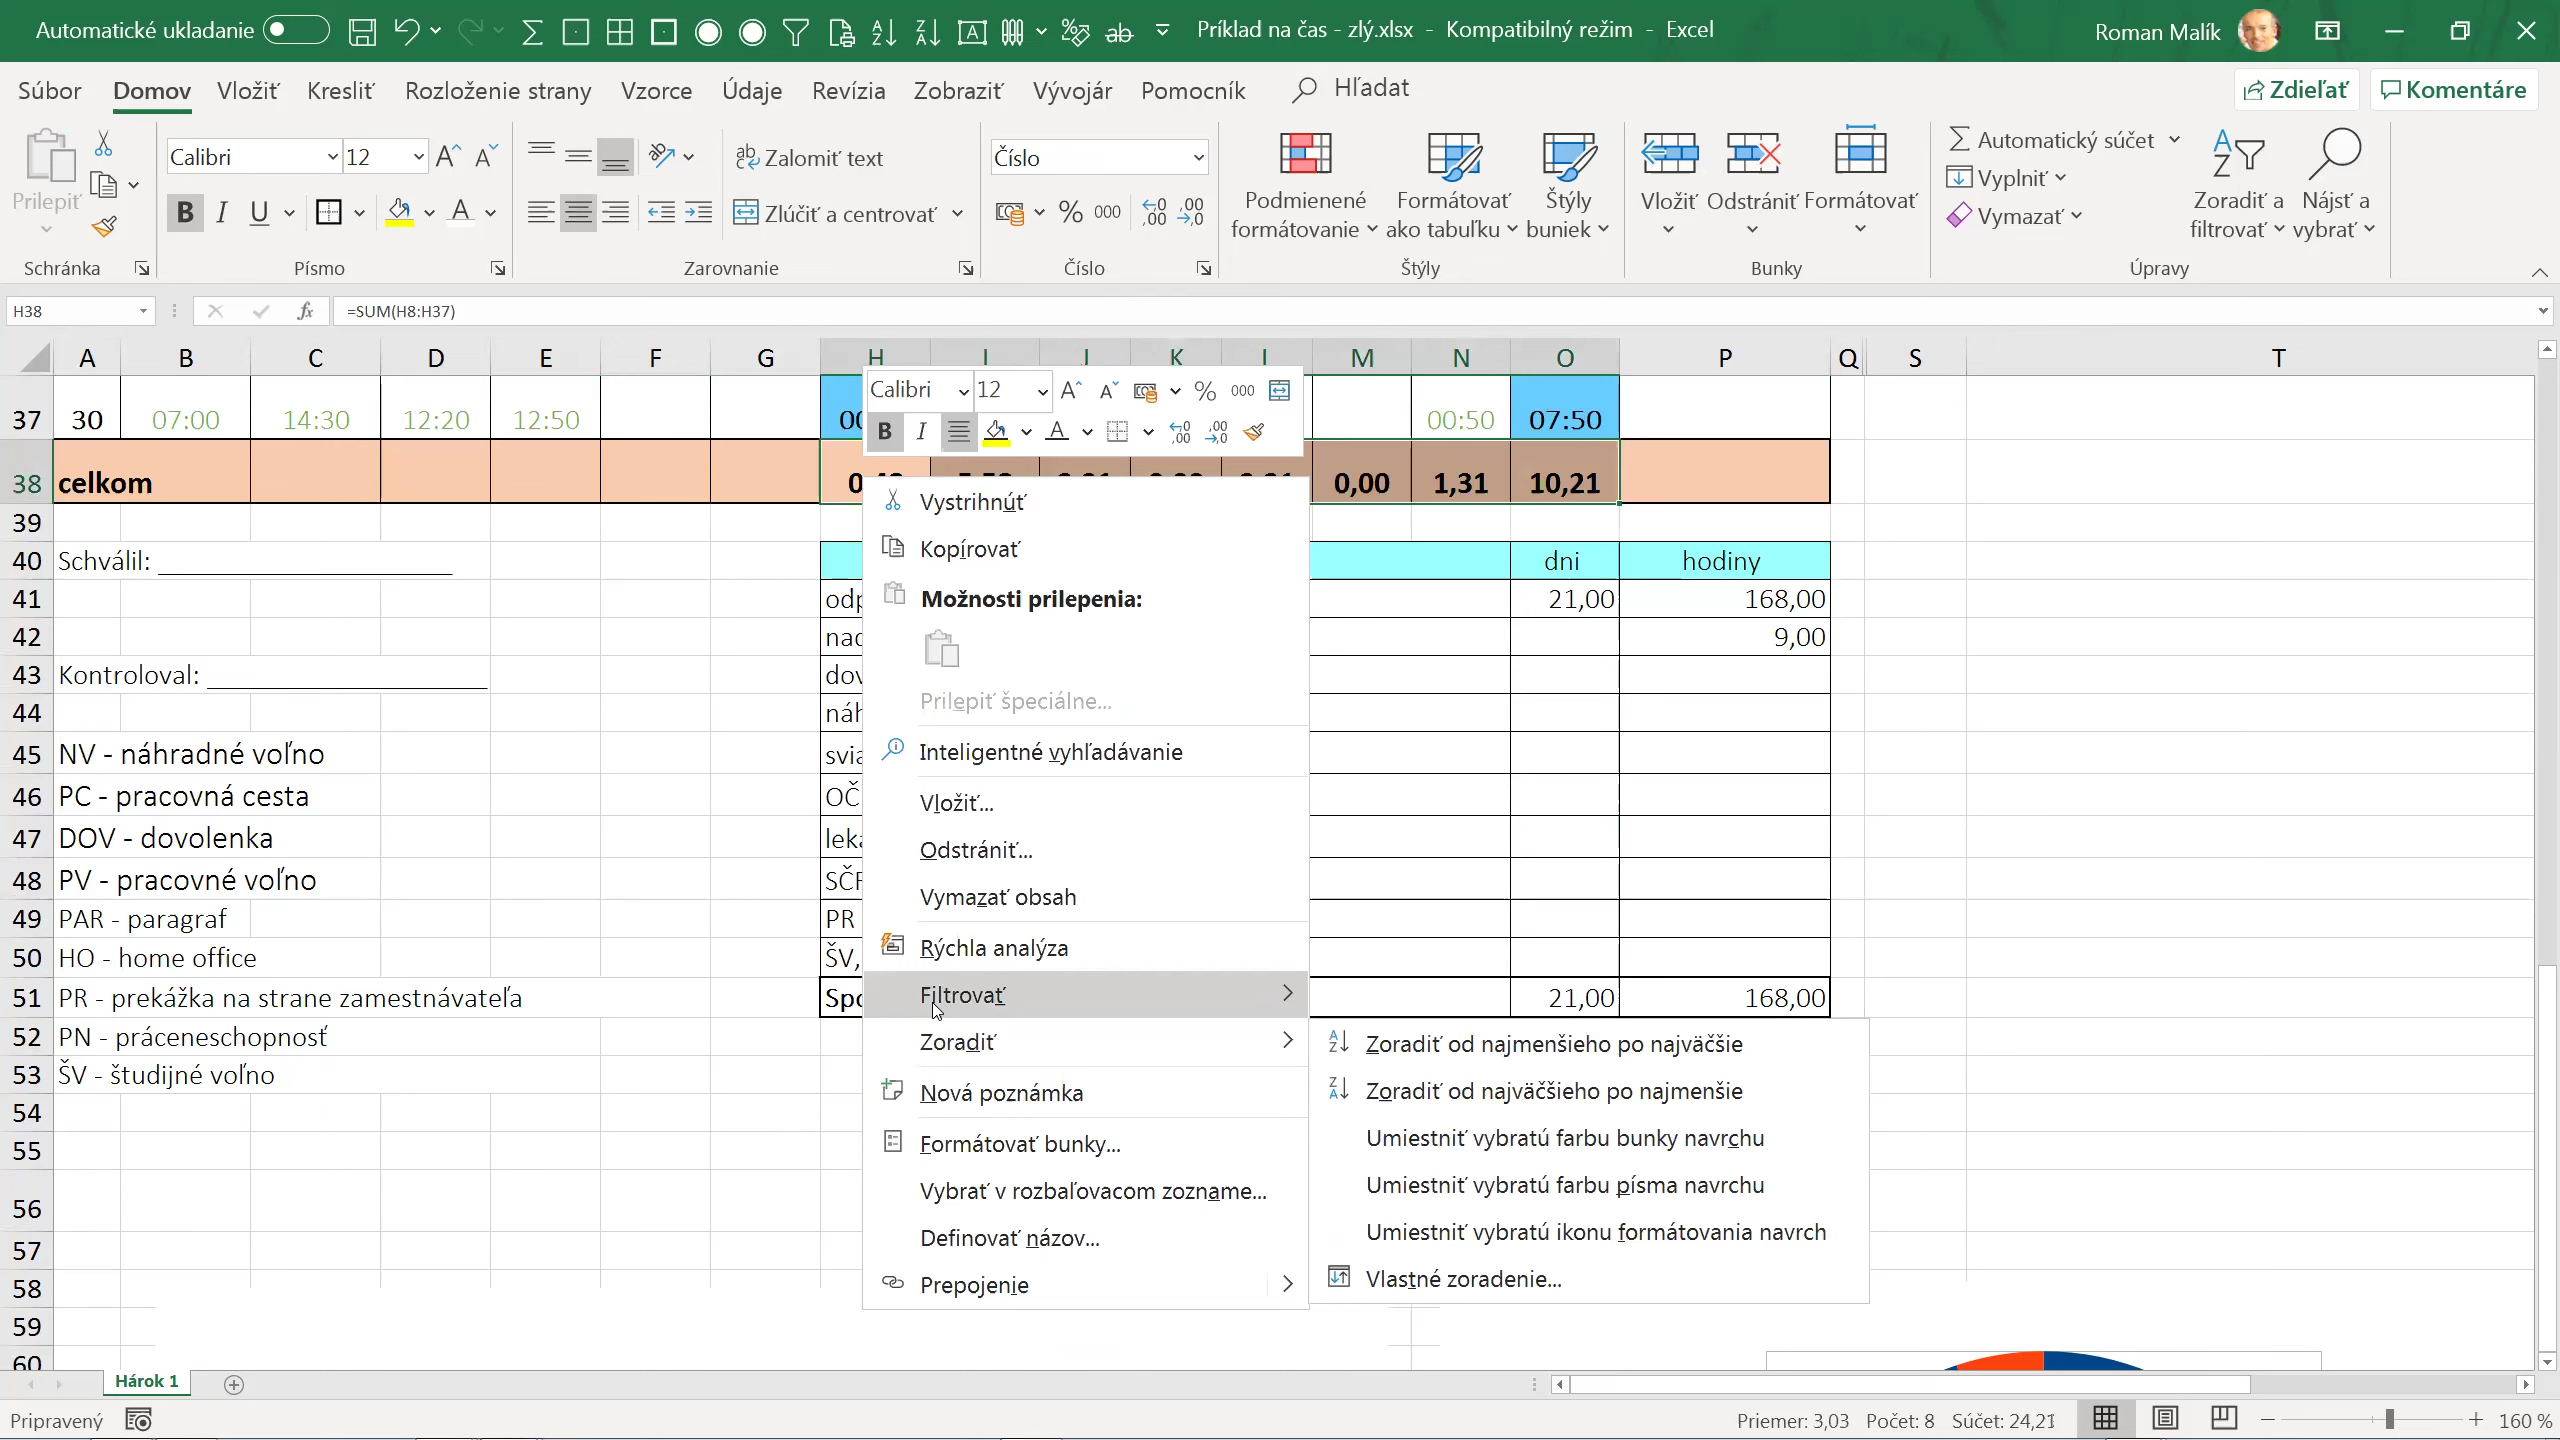 Automatické ukladanie
Príklad na čas - zlý.xlsx - Kompatibilný režim - Excel
Roman Malík
Súbor Domov Vložiť Kresliť Rozloženie strany Vzorce Údaje Revízia Zobraziť Vývojár Pomocník Hľadať
Zdieľať Komentáre
Prilepiť
Schránka
Calibri 12
B I U
Písmo
Zalomiť text
Zlúčiť a centrovať
Zarovnanie
Číslo
% 000
Číslo
Podmienené formátovanie
Formátovať ako tabuľku
Štýly buniek
Štýly
Vložiť Odstrániť Formátovať
Bunky
Automatický súčet
Vyplniť
Vymazať
Zoradiť a filtrovať
Nájsť a vybrať
Úpravy
H38
fx
=SUM(H8:H37)
A B C D E F G H I J K L M N O P Q S T
37 30 07:00 14:30 12:20 12:50 00:50 07:50
38 celkom 0,00 1,31 10,21
39
40 Schválil: dni hodiny
41 21,00 168,00
42 9,00
43 Kontroloval:
44
45 NV - náhradné voľno
46 PC - pracovná cesta
47 DOV - dovolenka
48 PV - pracovné voľno
49 PAR - paragraf PR
50 HO - home office ŠV,
51 PR - prekážka na strane zamestnávateľa 21,00 168,00
52 PN - práceneschopnosť
53 ŠV - študijné voľno
54
55
56
57
58
59
60
Calibri 12 % 000
B I A
Vystrihnúť
Kopírovať
Možnosti prilepenia:
Prilepiť špeciálne...
Inteligentné vyhľadávanie
Vložiť...
Odstrániť...
Vymazať obsah
Rýchla analýza
Filtrovať
Zoradiť
Nová poznámka
Formátovať bunky...
Vybrať v rozbaľovacom zozname...
Definovať názov...
Prepojenie
Zoradiť od najmenšieho po najväčšie
Zoradiť od najväčšieho po najmenšie
Umiestniť vybratú farbu bunky navrchu
Umiestniť vybratú farbu písma navrchu
Umiestniť vybratú ikonu formátovania navrch
Vlastné zoradenie...
Hárok 1
Pripravený
Priemer: 3,03 Počet: 8 Súčet: 24,21
160 %